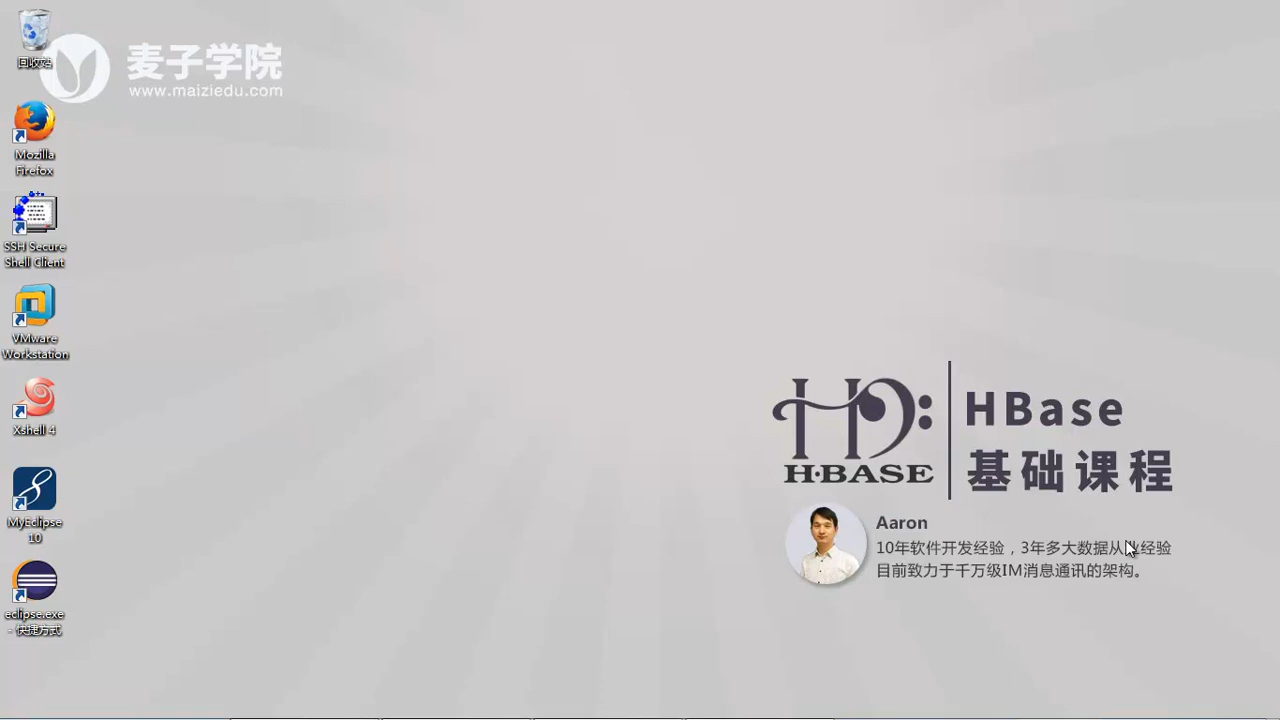 回收站
麦子学院
www.maiziedu.com
Mozilla
Firefox
SSH Secure
Shell Client
VMware
Workstation
Xshell 4
MyEclipse
10
eclipse.exe
- 快捷方式
H·BASE
HBase
基础课程
Aaron
10年软件开发经验，3年多大数据从业经验
目前致力于千万级IM消息通讯的架构。